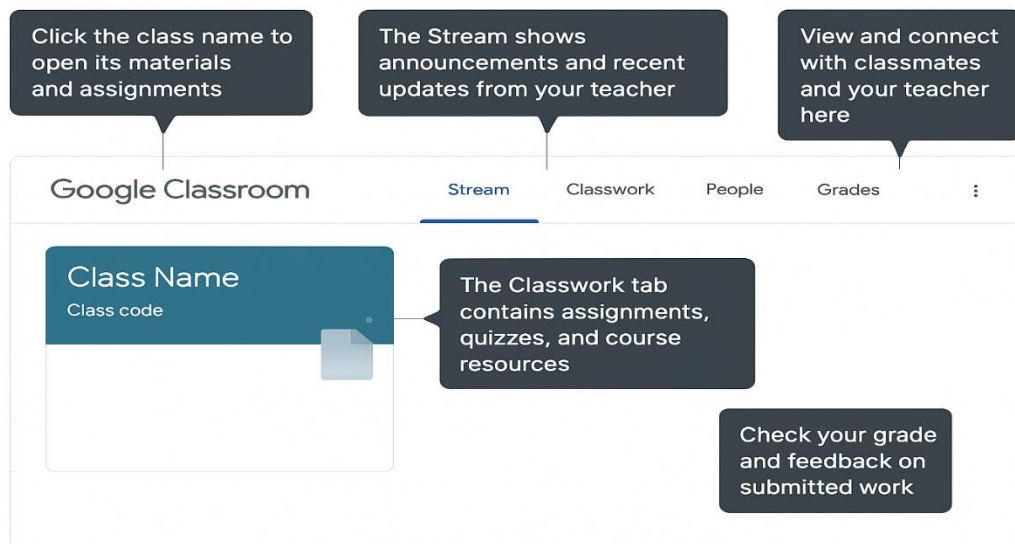 Click the class name to
open its materials
and assignments
The Stream shows
announcements and recent
updates from your teacher
View and connect
with classmates
and your teacher
here
Google Classroom
Stream
Classwork
People
Grades
Class Name
Class code
The Classwork tab
contains assignments,
quizzes, and course
resources
Check your grade
and feedback on
submitted work